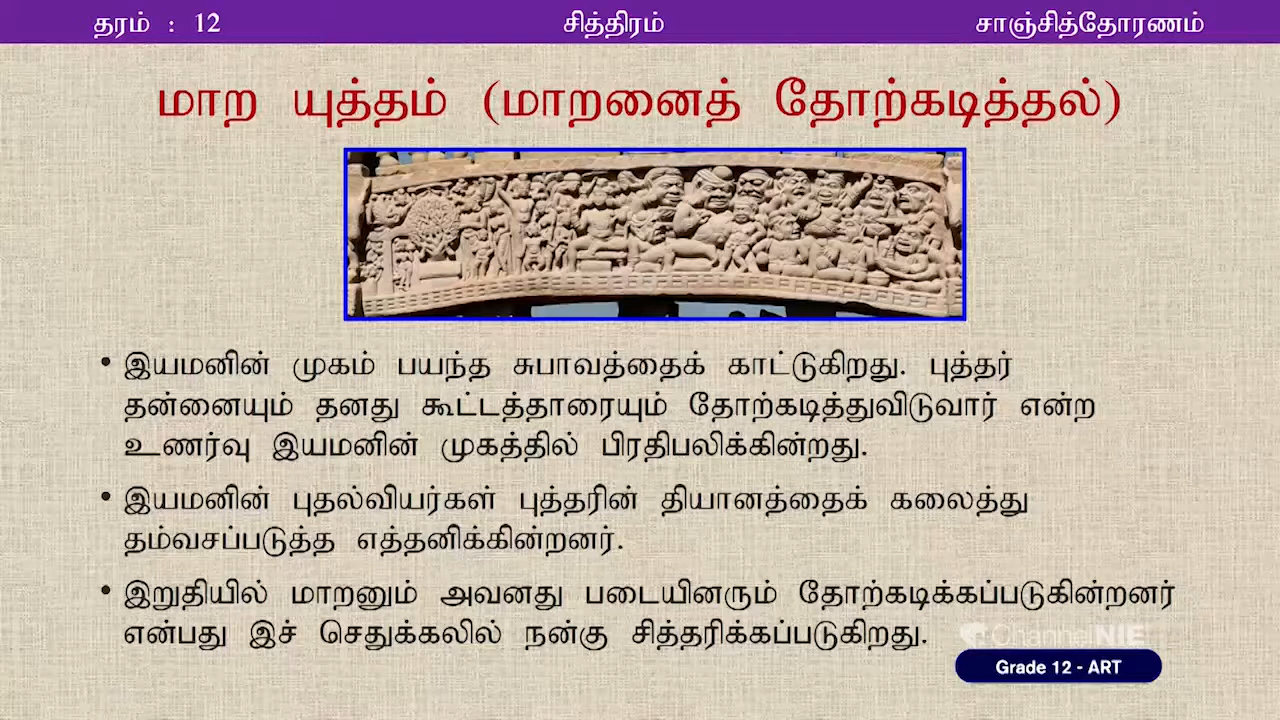 தரம் : 12
சித்திரம்
சாஞ்சித்தோரணம்
மாற யுத்தம் (மாறனைத் தோற்கடித்தல்)
• இயமனின் முகம் பயந்த சுபாவத்தைக் காட்டுகிறது. புத்தர்
தன்னையும் தனது கூட்டத்தாரையும் தோற்கடித்துவிடுவார் என்ற
உணர்வு இயமனின் முகத்தில் பிரதிபலிக்கின்றது.
• இயமனின் புதல்வியர்கள் புத்தரின் தியானத்தைக் கலைத்து
தம்வசப்படுத்த எத்தனிக்கின்றனர்.
• இறுதியில் மாறனும் அவனது படையினரும் தோற்கடிக்கப்படுகின்றனர்
என்பது இச் செதுக்கலில் நன்கு சித்தரிக்கப்படுகிறது.
Channel NIE
Grade 12 - ART